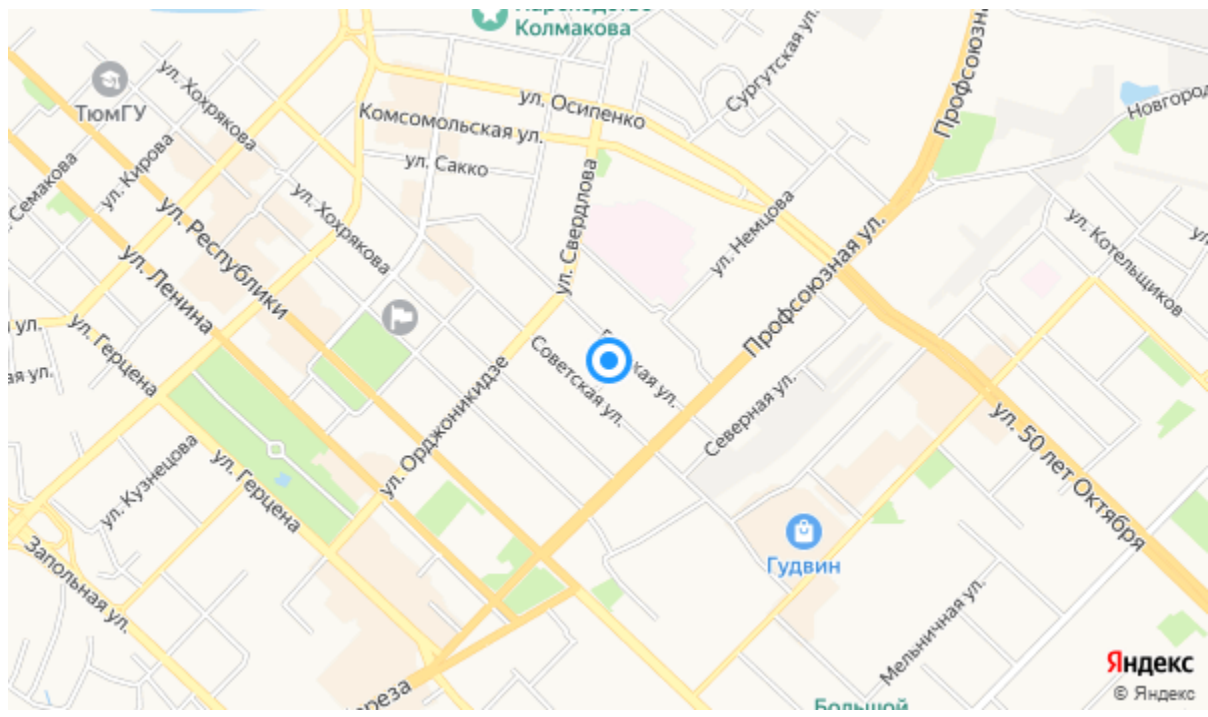 Колмакова
ТюмГУ
ул. Хохрякова
ул. Осипенко
Сургутская ул.
Профсоюзная
Комсомольская ул.
ул. Сакко
ул. Кирова
Семакова
ул. Республики
ул. Хохрякова
ул. Свердлова
ул. Немцова
Профсоюзная ул.
ул. Котельщиков
ул. Ленина
ул.
ул. Герцена
ул. Орджоникидзе
Советская ул.
ул.
Северная ул.
ул. 50 лет Октября
ул. Кузнецова
ул. Герцена
Запольная ул.
Гудвин
Мельничная ул.
Большой
Яндекс
© Яндекс